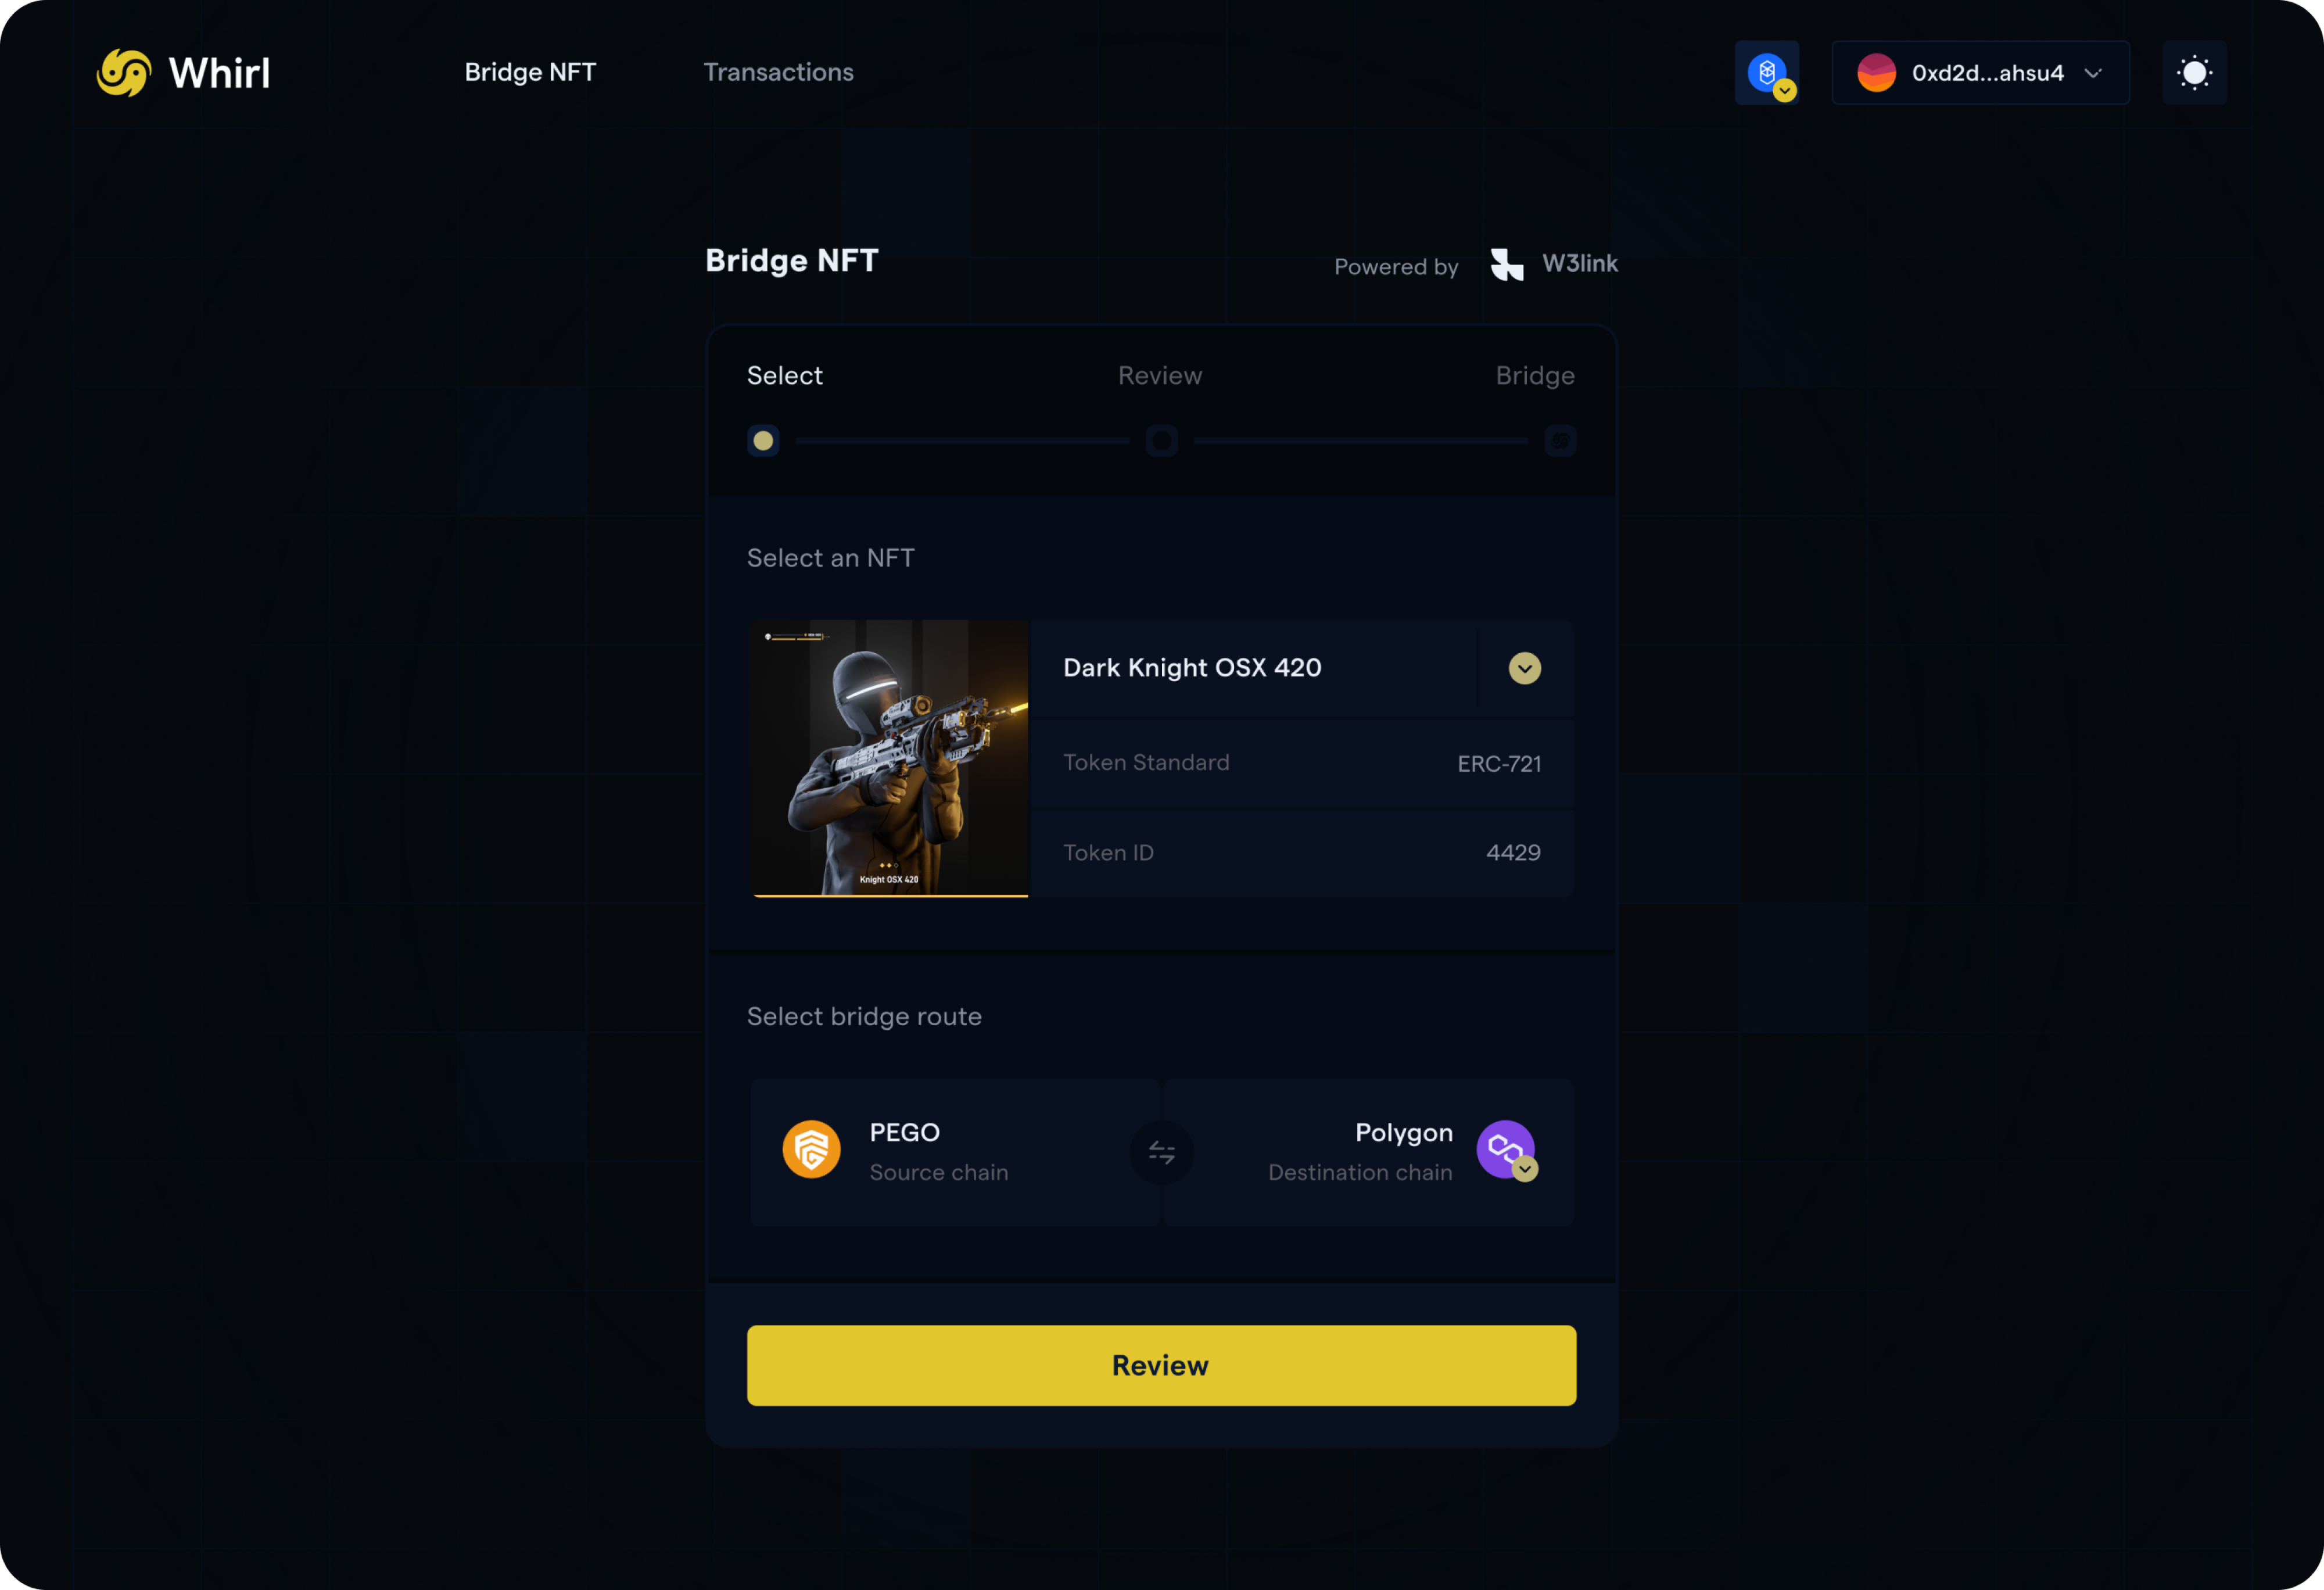 Whirl
Bridge NFT
Transactions
0xd2d...ahsu4
Bridge NFT
Powered by W3link
Select
Review
Bridge
Select an NFT
Knight OSX 420
Dark Knight OSX 420
Token Standard
ERC-721
Token ID
4429
Select bridge route
PEGO
Source chain
Polygon
Destination chain
Review